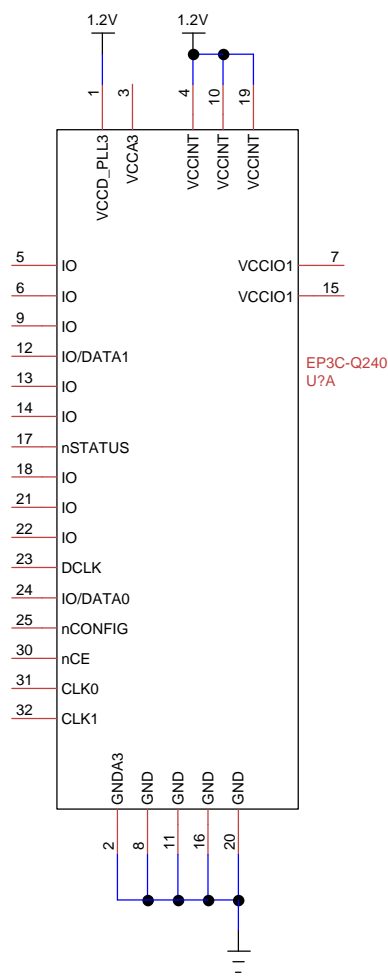 1.2V 1.2V
1 3 4 10 19
VCCD_PLL3 VCCA3 VCCINT VCCINT VCCINT
5 IO VCCIO1 7
6 IO VCCIO1 15
9 IO
12 IO/DATA1 EP3C-Q240
13 IO U?A
14 IO
17 nSTATUS
18 IO
21 IO
22 IO
23 DCLK
24 IO/DATA0
25 nCONFIG
30 nCE
31 CLK0
32 CLK1
GNDA3 GND GND GND GND
2 8 11 16 20